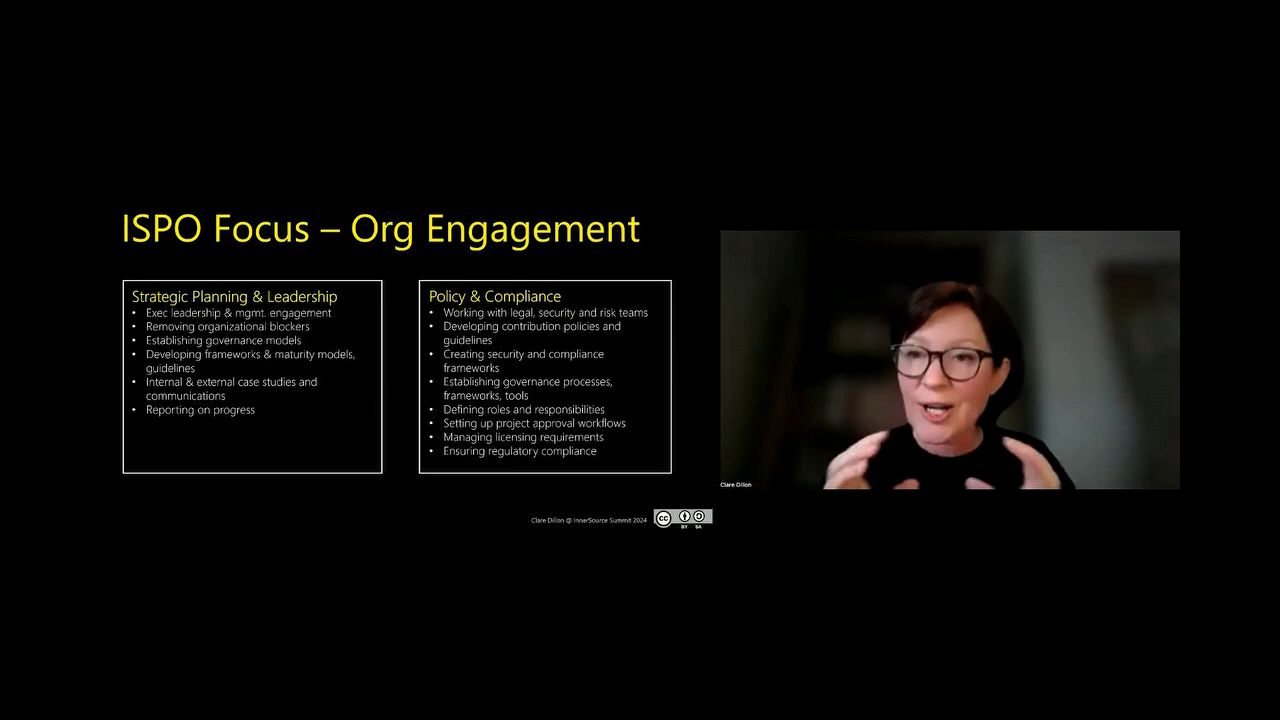 ISPO Focus – Org Engagement
Strategic Planning & Leadership
• Exec leadership & mgmt. engagement
• Removing organizational blockers
• Establishing governance models
• Developing frameworks & maturity models,
guidelines
• Internal & external case studies and
communications
• Reporting on progress
Policy & Compliance
• Working with legal, security and risk teams
• Developing contribution policies and
guidelines
• Creating security and compliance
frameworks
• Establishing governance processes,
frameworks, tools
• Defining roles and responsibilities
• Setting up project approval workflows
• Managing licensing requirements
• Ensuring regulatory compliance
Clare Dillon
Clare Dillon @ InnerSource Summit 2024
cc
BY SA